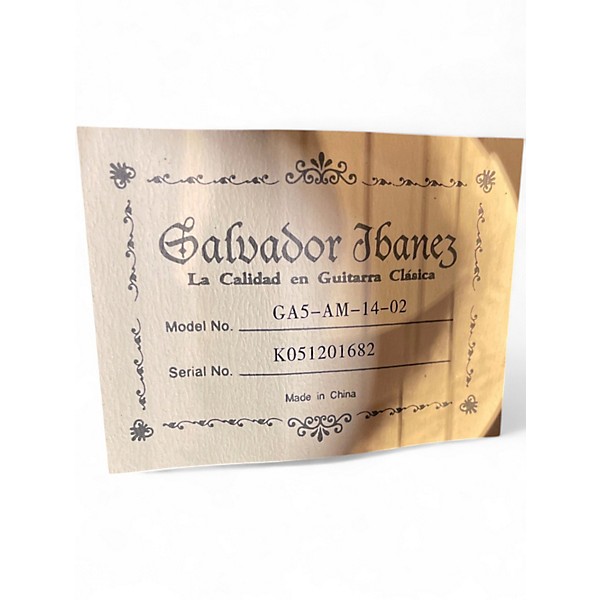 Salvador Ibanez
La Calidad en Guitarra Clásica
Model No. GA5-AM-14-02
Serial No. K051201682
Made in China